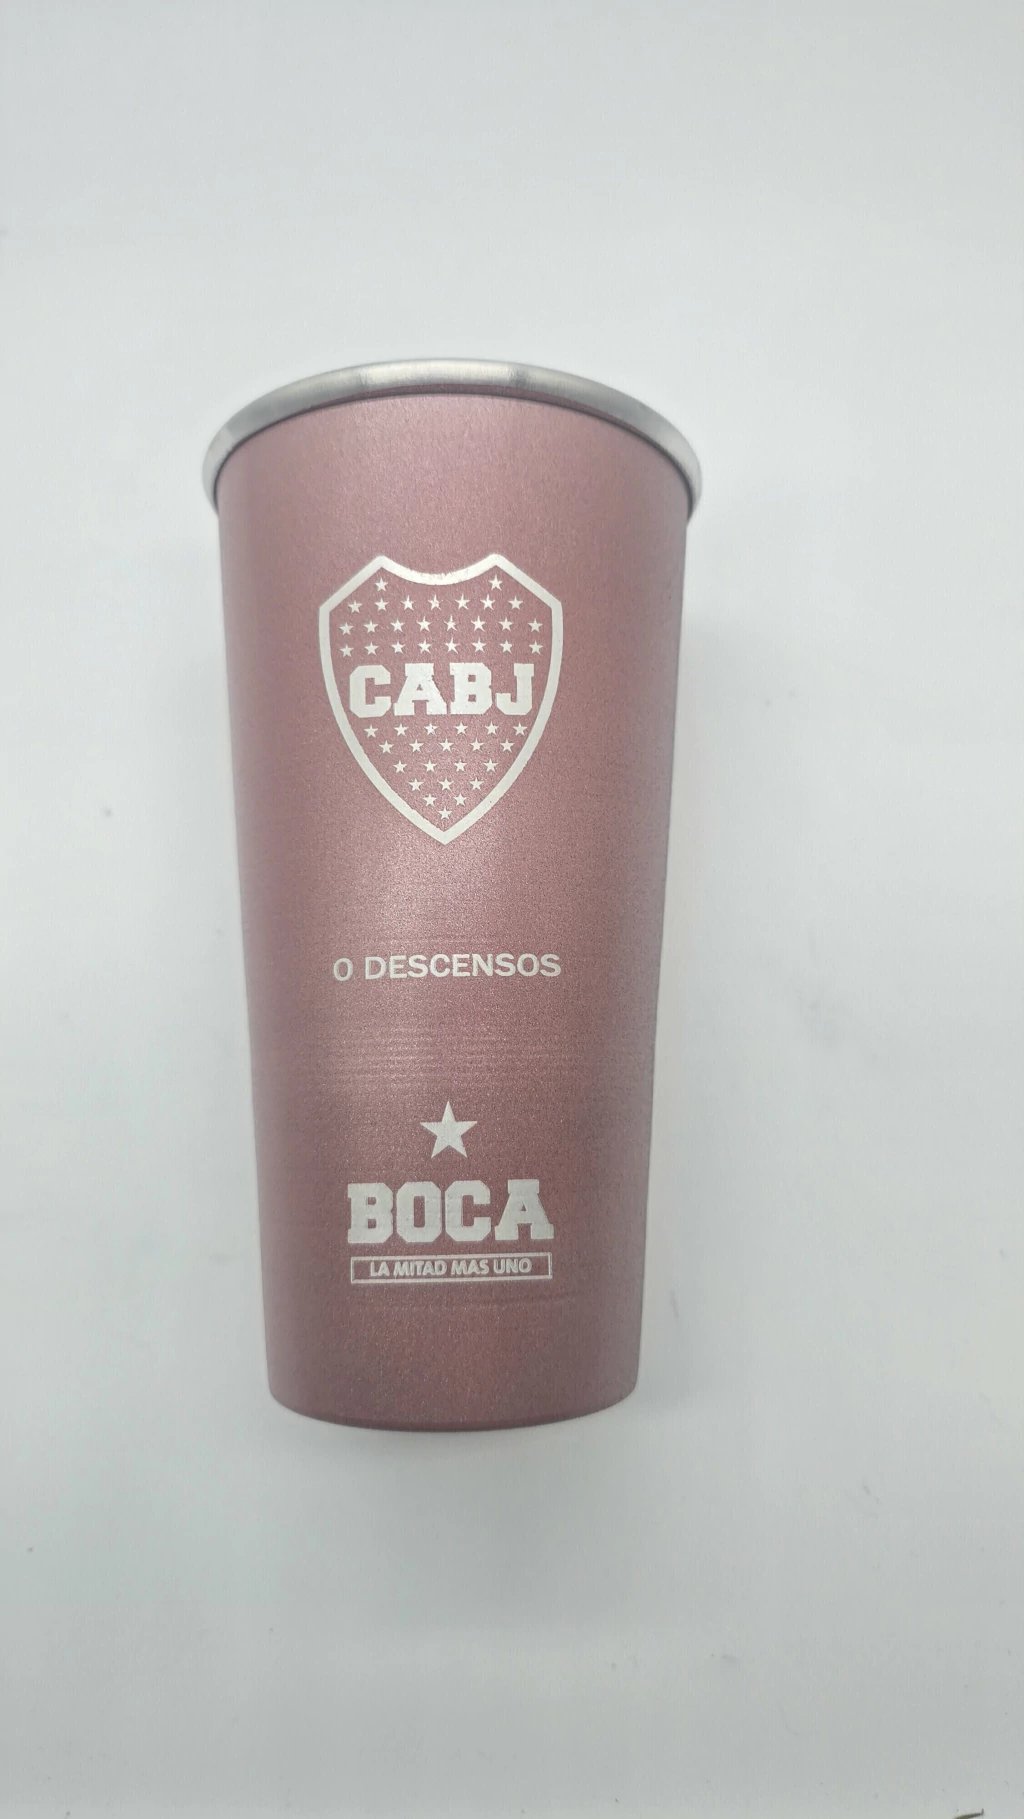 CABJ
0 DESCENSOS
BOCA
LA MITAD MAS UNO